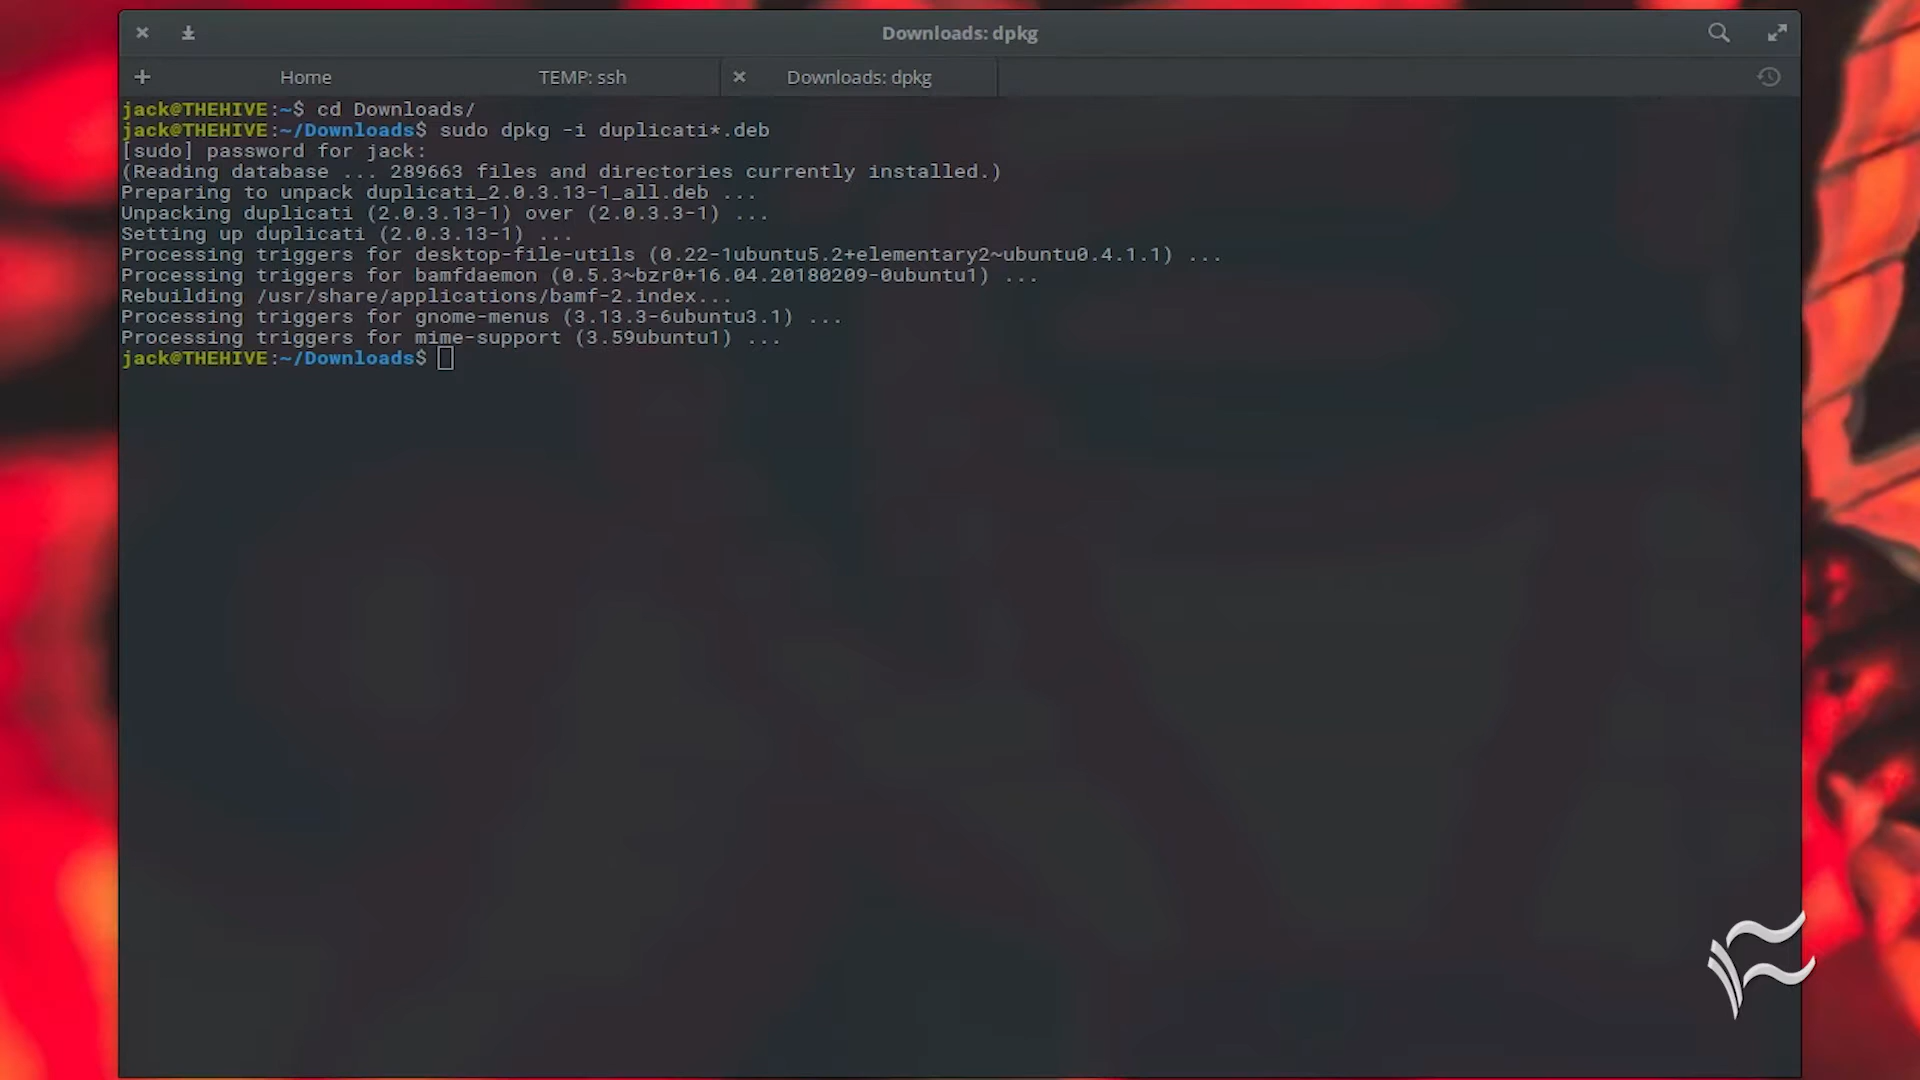 Downloads: dpkg
Home
TEMP: ssh
Downloads: dpkg
jack@THEHIVE:~$ cd Downloads/
jack@THEHIVE:~/Downloads$ sudo dpkg -i duplicati*.deb
[sudo] password for jack:
(Reading database ... 289663 files and directories currently installed.)
Preparing to unpack duplicati_2.0.3.13-1_all.deb ...
Unpacking duplicati (2.0.3.13-1) over (2.0.3.3-1) ...
Setting up duplicati (2.0.3.13-1) ...
Processing triggers for desktop-file-utils (0.22-1ubuntu5.2+elementary2~ubuntu0.4.1.1) ...
Processing triggers for bamfdaemon (0.5.3~bzr0+16.04.20180209-0ubuntu1) ...
Rebuilding /usr/share/applications/bamf-2.index...
Processing triggers for gnome-menus (3.13.3-6ubuntu3.1) ...
Processing triggers for mime-support (3.59ubuntu1) ...
jack@THEHIVE:~/Downloads$